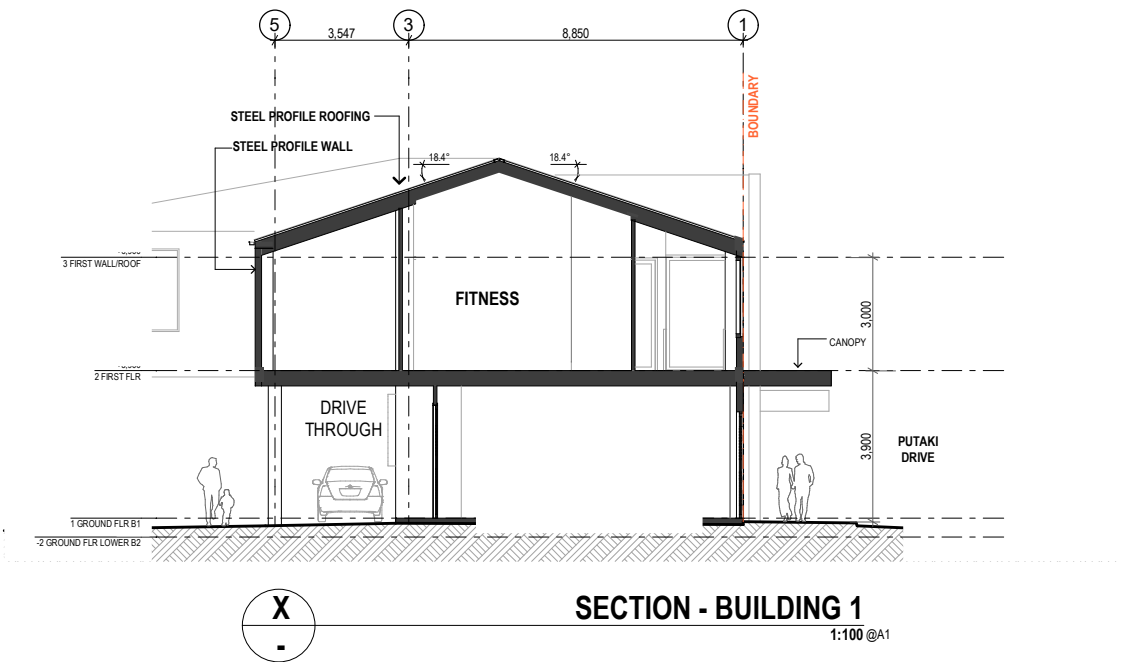 5
3
1
3,547
8,850
BOUNDARY
STEEL PROFILE ROOFING
STEEL PROFILE WALL
18.4°
18.4°
3 FIRST WALL/ROOF
FITNESS
3,000
CANOPY
2 FIRST FLR
DRIVE
THROUGH
3,900
PUTAKI
DRIVE
1 GROUND FLR B1
-2 GROUND FLR LOWER B2
X
-
SECTION - BUILDING 1
1:100 @A1